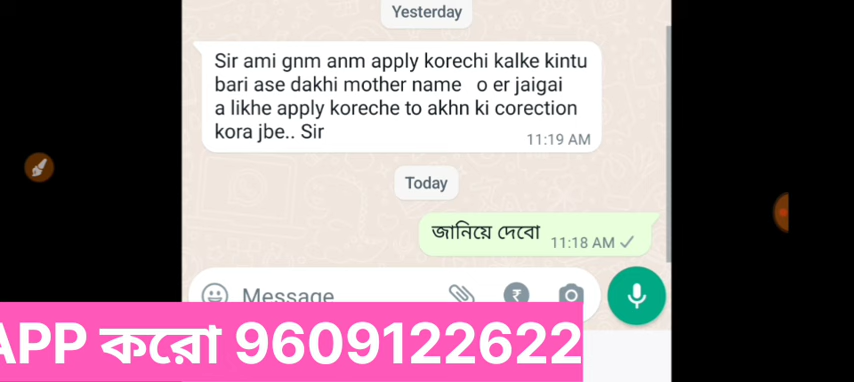 Yesterday
Sir ami gnm anm apply korechi kalke kintu
bari ase dakhi mother name o er jaigai
a likhe apply koreche to akhn ki corection
kora jbe.. Sir
11:19 AM
Today
জানিয়ে দেবো
11:18 AM
Message
APP করো 9609122622